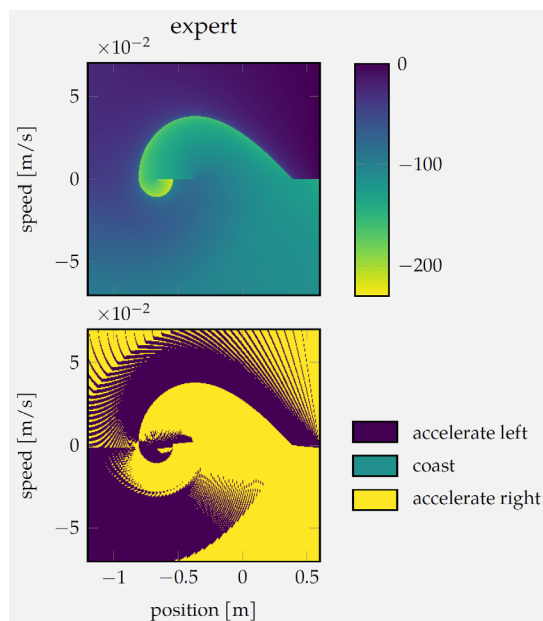 expert
×10−2
5
0
−5
speed [m/s]
0
−100
−200
×10−2
5
0
−5
speed [m/s]
−1
−0.5
0
0.5
position [m]
accelerate left
coast
accelerate right